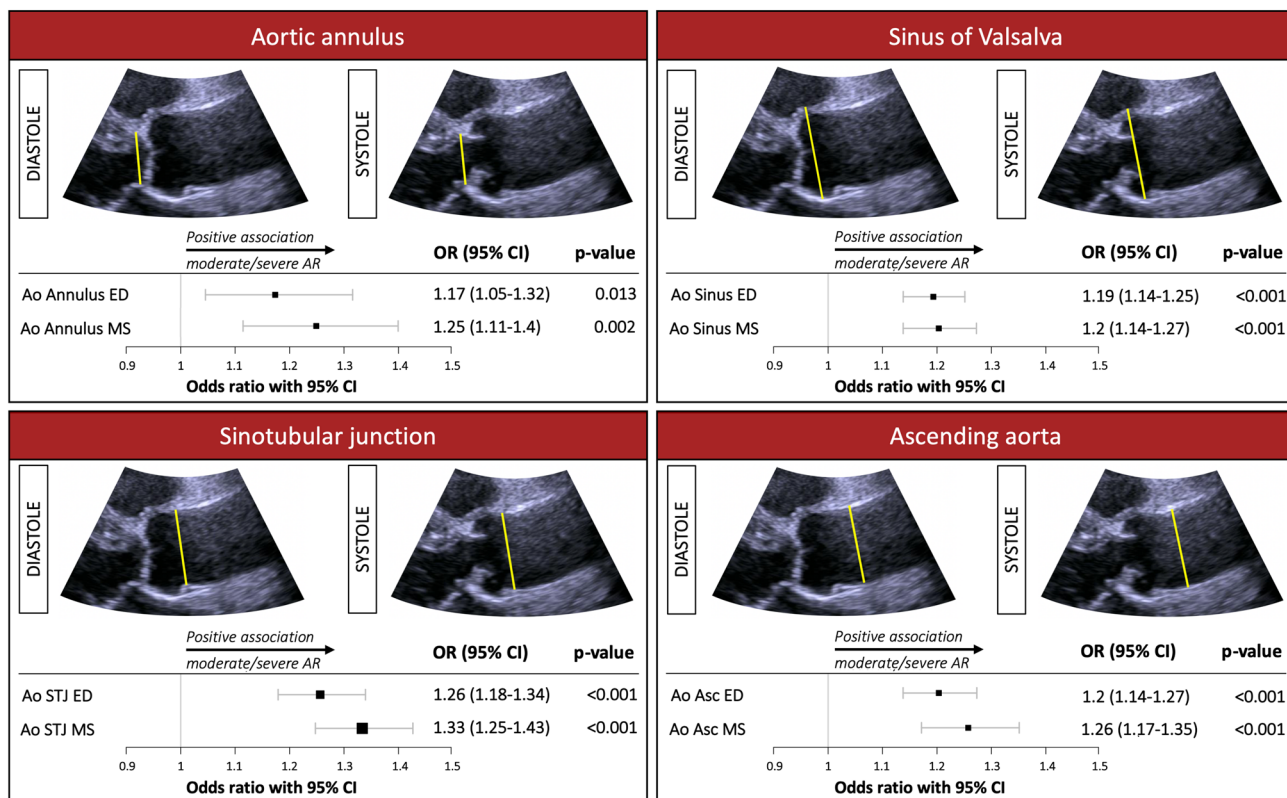 Aortic annulus
DIASTOLE
SYSTOLE
Positive association
moderate/severe AR
OR (95% CI) p-value
Ao Annulus ED 1.17 (1.05-1.32) 0.013
Ao Annulus MS 1.25 (1.11-1.4) 0.002
0.9 1 1.1 1.2 1.3 1.4 1.5
Odds ratio with 95% CI
Sinus of Valsalva
DIASTOLE
SYSTOLE
Positive association
moderate/severe AR
OR (95% CI) p-value
Ao Sinus ED 1.19 (1.14-1.25) <0.001
Ao Sinus MS 1.2 (1.14-1.27) <0.001
0.9 1 1.1 1.2 1.3 1.4 1.5
Odds ratio with 95% CI
Sinotubular junction
DIASTOLE
SYSTOLE
Positive association
moderate/severe AR
OR (95% CI) p-value
Ao STJ ED 1.26 (1.18-1.34) <0.001
Ao STJ MS 1.33 (1.25-1.43) <0.001
0.9 1 1.1 1.2 1.3 1.4 1.5
Odds ratio with 95% CI
Ascending aorta
DIASTOLE
SYSTOLE
Positive association
moderate/severe AR
OR (95% CI) p-value
Ao Asc ED 1.2 (1.14-1.27) <0.001
Ao Asc MS 1.26 (1.17-1.35) <0.001
0.9 1 1.1 1.2 1.3 1.4 1.5
Odds ratio with 95% CI